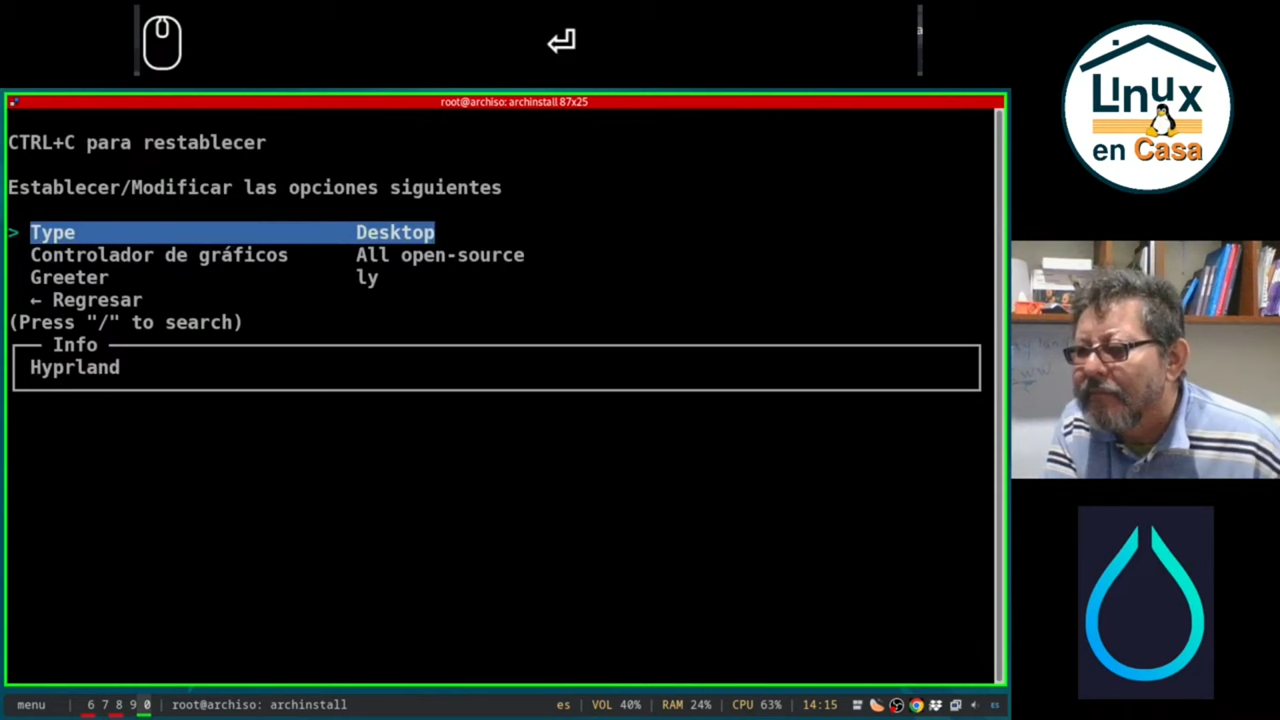 root@archiso: archinstall 87x25
CTRL+C para restablecer
Establecer/Modificar las opciones siguientes
> Type Desktop
Controlador de gráficos All open-source
Greeter ly
← Regresar
(Press "/" to search)
Info
Hyprland
menu 6 7 8 9 0 root@archiso: archinstall es VOL 40% RAM 24% CPU 63% 14:15 es
LInux
en Casa